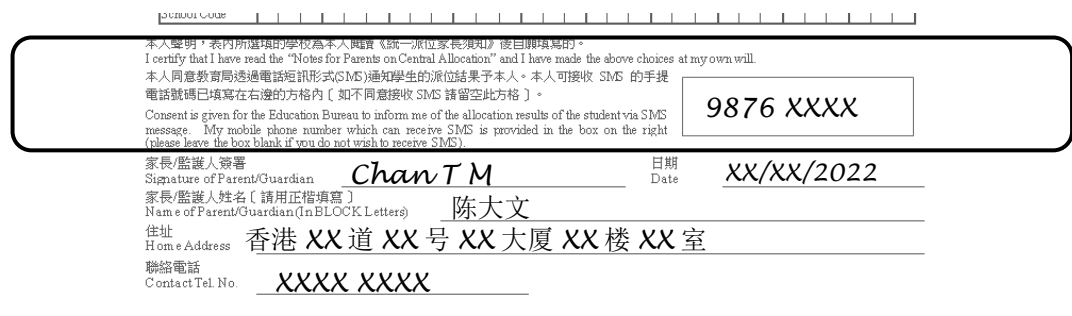 School Code
本人聲明，表內所選填的學校為本人閱讀《統一派位家長須知》後自願填寫的。
I certify that I have read the “Notes for Parents on Central Allocation” and I have made the above choices at my own will.
本人同意教育局透過電話短訊形式(SMS)通知學生的派位結果予本人。本人可接收 SMS 的手提
電話號碼已填寫在右邊的方格內〔如不同意接收 SMS 請留空此方格〕。
Consent is given for the Education Bureau to inform me of the allocation results of the student via SMS
message. My mobile phone number which can receive SMS is provided in the box on the right
(please leave the box blank if you do not wish to receive SMS).
9876 XXXX
家長/監護人簽署
Signature of Parent/Guardian Chan T M
日期
Date XX/XX/2022
家長/監護人姓名〔請用正楷填寫〕
Name of Parent/Guardian (In BLOCK Letters) 陈大文
住址
Home Address 香港 XX 道 XX 号 XX 大厦 XX 楼 XX 室
聯絡電話
Contact Tel. No. XXXX XXXX